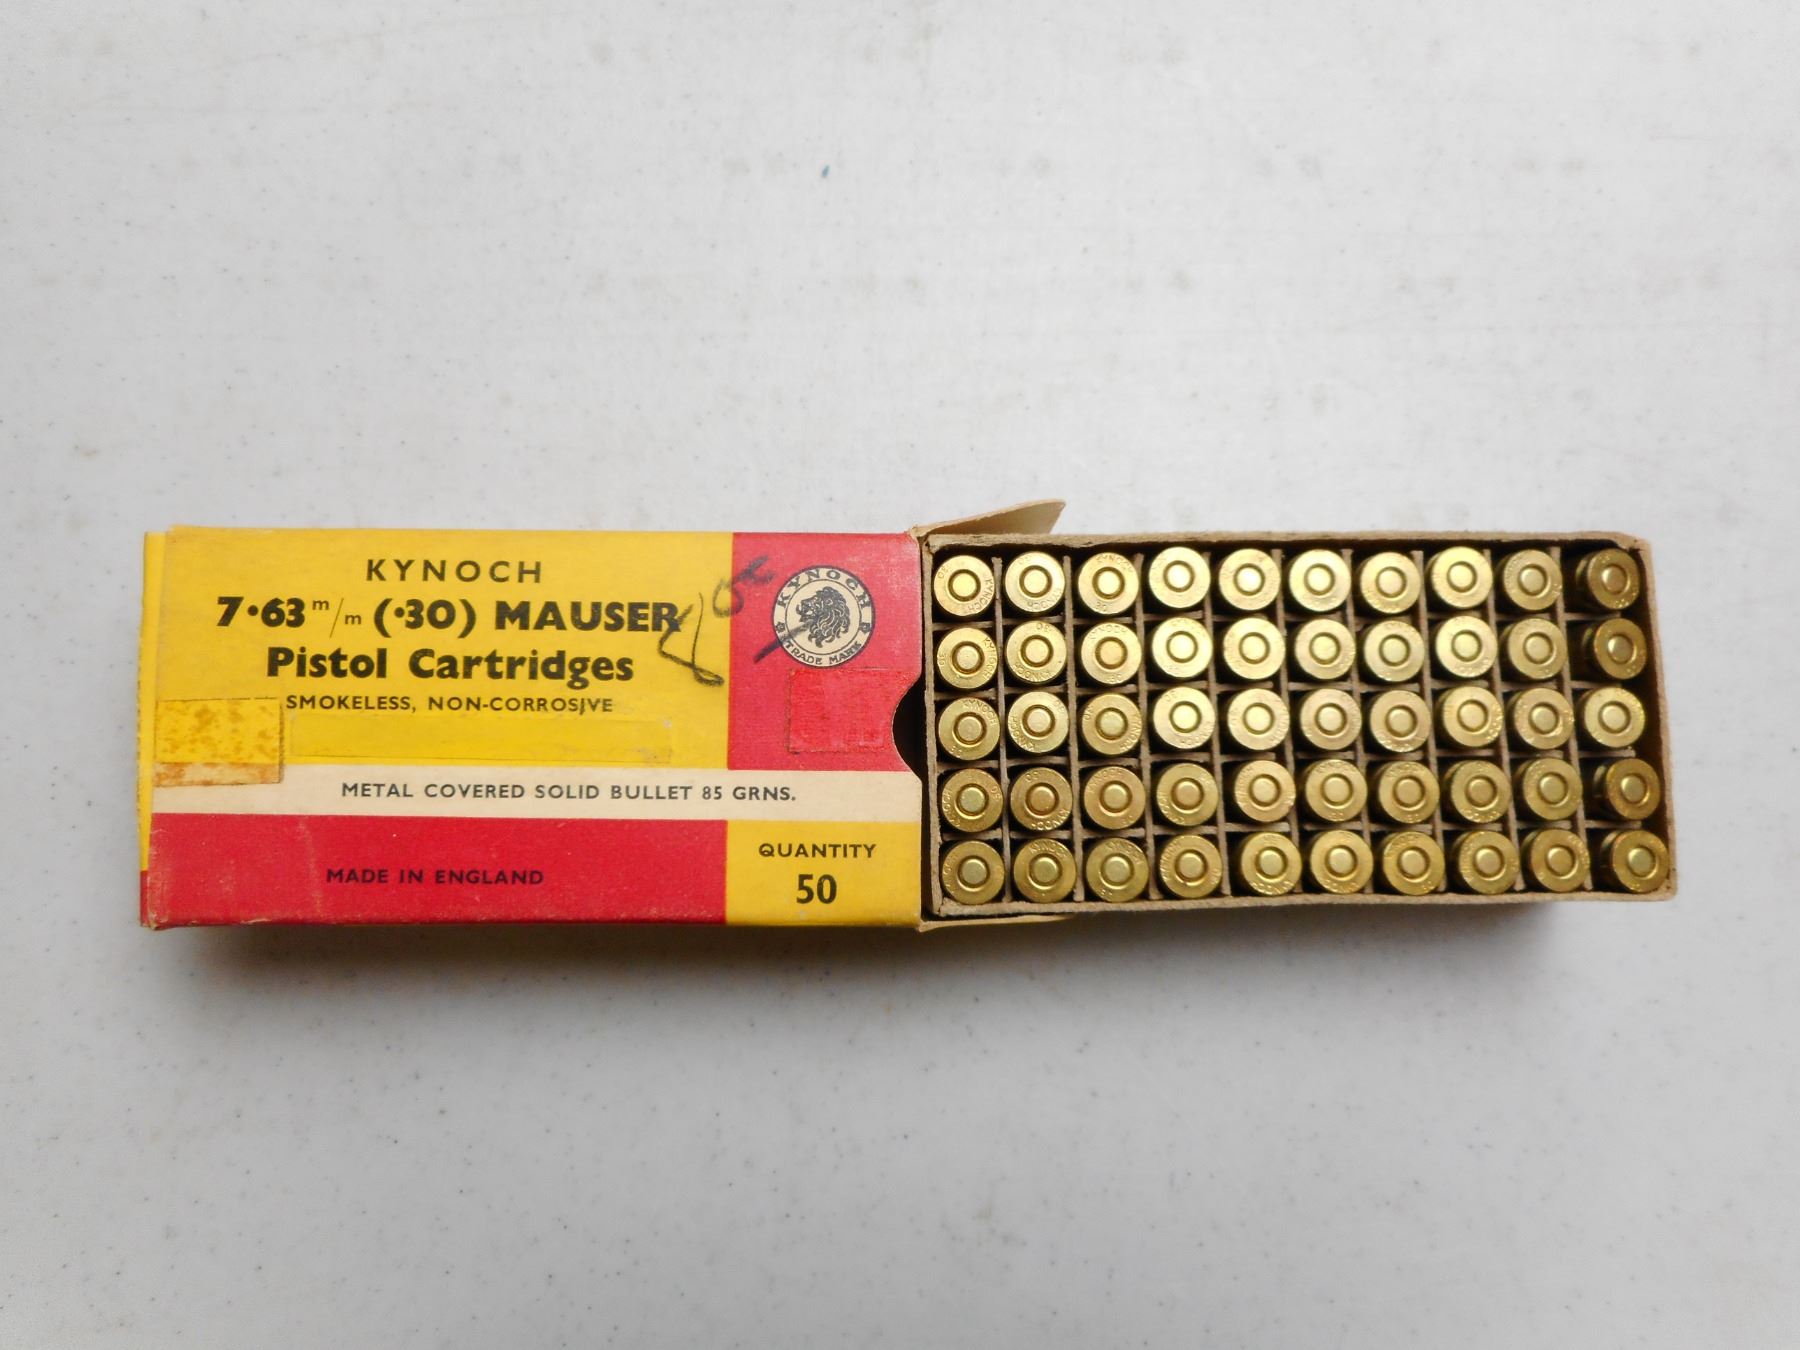 KYNOCH
7·63 m/m (·30) MAUSER
Pistol Cartridges
SMOKELESS, NON-CORROSIVE
KYNOCH
TRADE MARK
METAL COVERED SOLID BULLET 85 GRNS.
MADE IN ENGLAND
QUANTITY
50